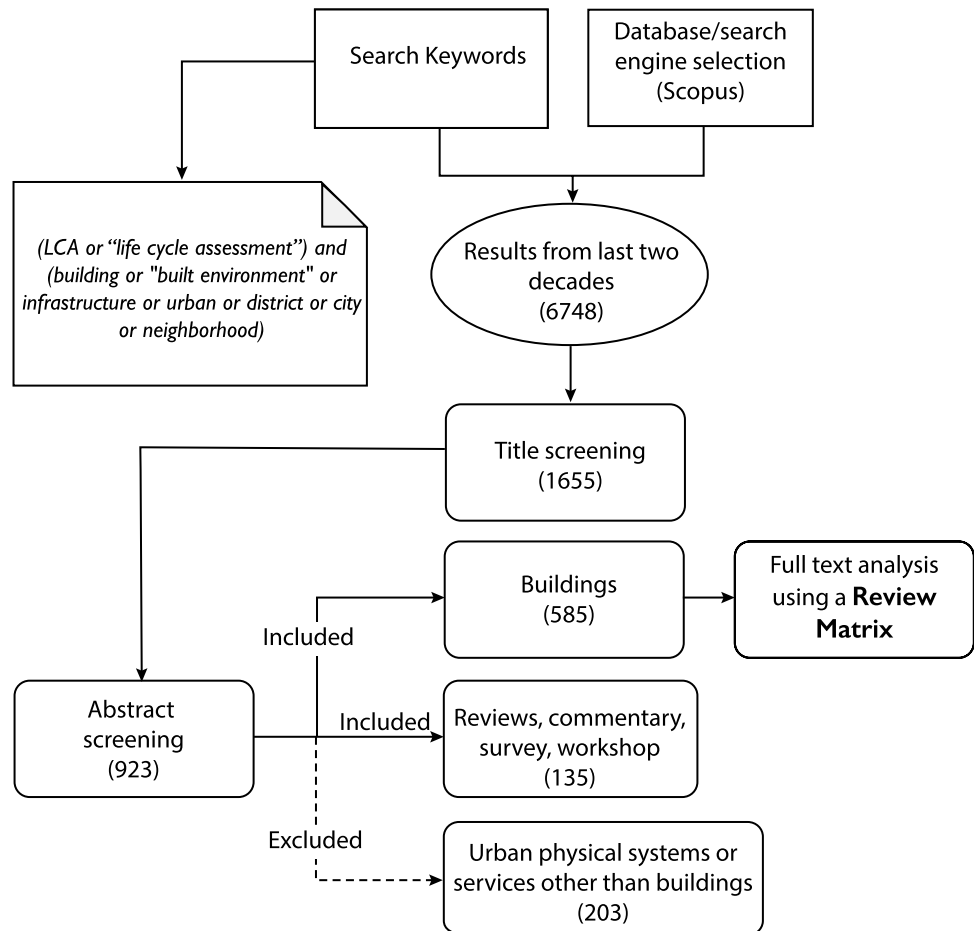 Search Keywords
Database/search
engine selection
(Scopus)
(LCA or “life cycle assessment”) and
(building or "built environment" or
infrastructure or urban or district or city
or neighborhood)
Results from last two
decades
(6748)
Title screening
(1655)
Buildings
(585)
Full text analysis
using a Review
Matrix
Included
Abstract
screening
(923)
Included
Reviews, commentary,
survey, workshop
(135)
Excluded
Urban physical systems or
services other than buildings
(203)